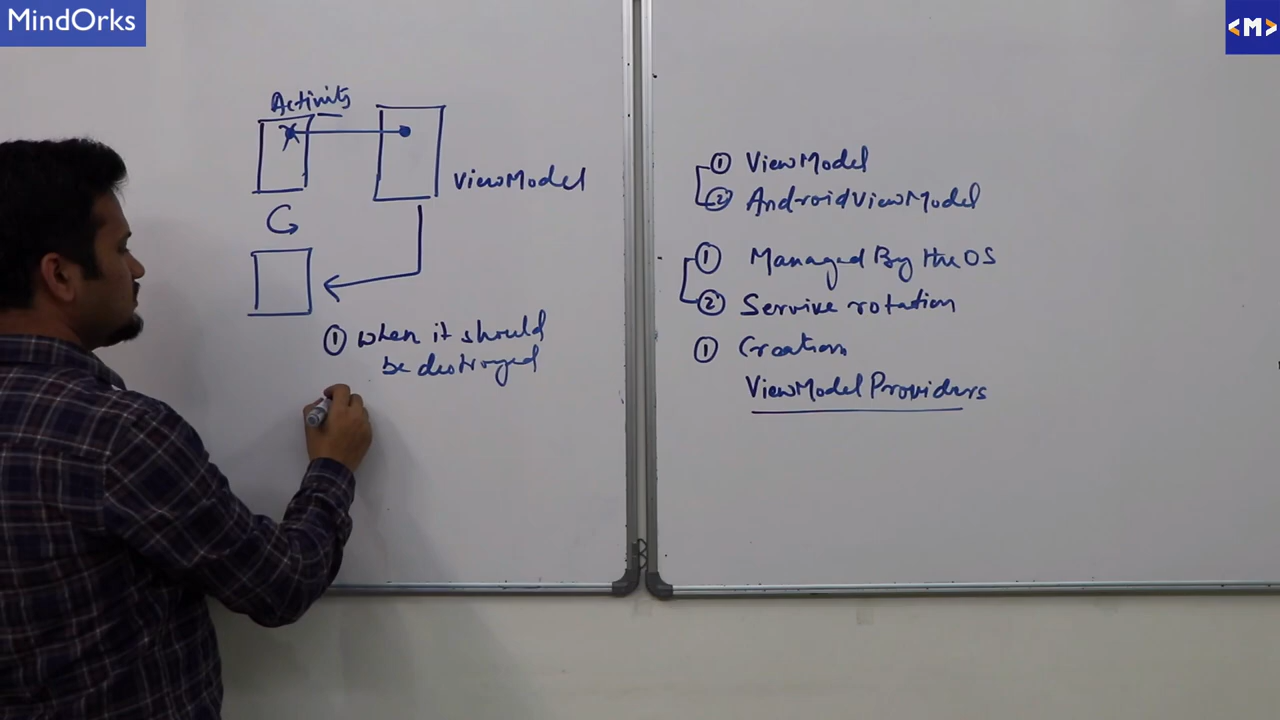 MindOrks
<M>
Activity
ViewModel
① when it should
be destroyed
① ViewModel
② AndroidViewModel
① Managed By the OS
② Servive rotation
① Creation
ViewModelProviders